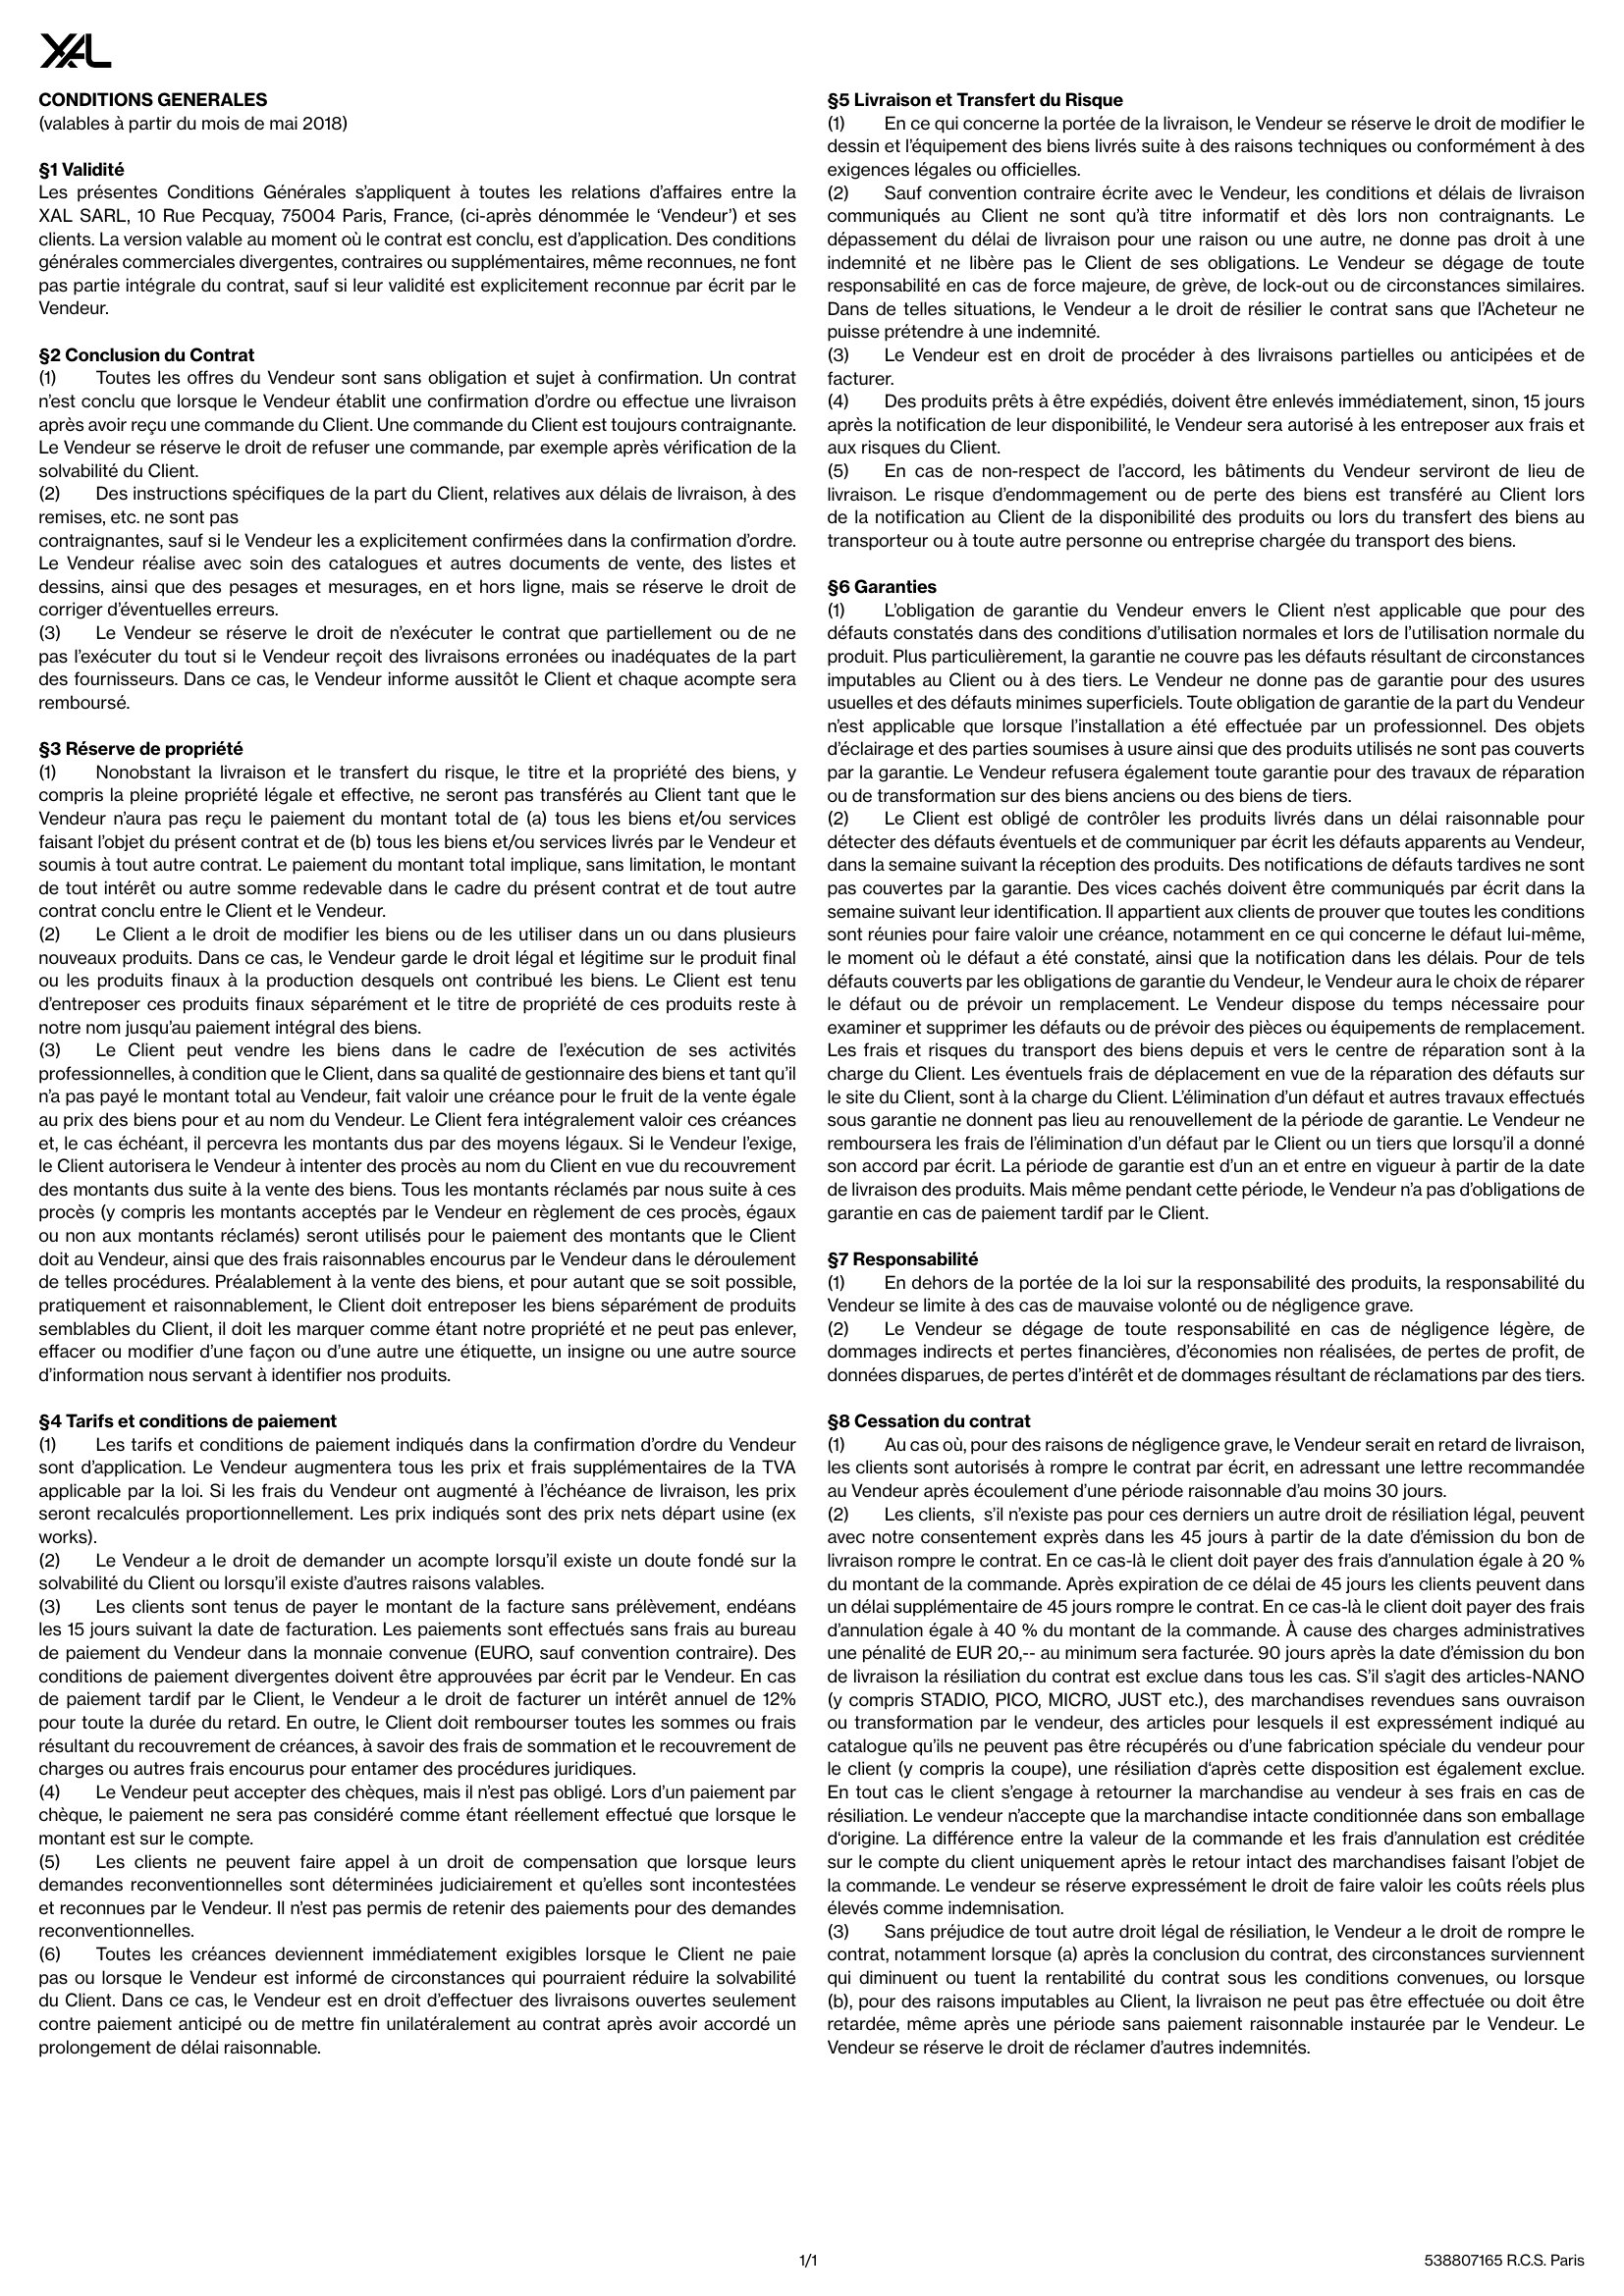 XAL
CONDITIONS GENERALES
(valables à partir du mois de mai 2018)
§1 Validité
Les présentes Conditions Générales s’appliquent à toutes les relations d’affaires entre la
XAL SARL, 10 Rue Pecquay, 75004 Paris, France, (ci-après dénommée le ‘Vendeur’) et ses
clients. La version valable au moment où le contrat est conclu, est d’application. Des conditions
générales commerciales divergentes, contraires ou supplémentaires, même reconnues, ne font
pas partie intégrale du contrat, sauf si leur validité est explicitement reconnue par écrit par le
Vendeur.
§2 Conclusion du Contrat
(1) Toutes les offres du Vendeur sont sans obligation et sujet à confirmation. Un contrat
n’est conclu que lorsque le Vendeur établit une confirmation d’ordre ou effectue une livraison
après avoir reçu une commande du Client. Une commande du Client est toujours contraignante.
Le Vendeur se réserve le droit de refuser une commande, par exemple après vérification de la
solvabilité du Client.
(2) Des instructions spécifiques de la part du Client, relatives aux délais de livraison, à des
remises, etc. ne sont pas
contraignantes, sauf si le Vendeur les a explicitement confirmées dans la confirmation d’ordre.
Le Vendeur réalise avec soin des catalogues et autres documents de vente, des listes et
dessins, ainsi que des pesages et mesurages, en et hors ligne, mais se réserve le droit de
corriger d’éventuelles erreurs.
(3) Le Vendeur se réserve le droit de n’exécuter le contrat que partiellement ou de ne
pas l’exécuter du tout si le Vendeur reçoit des livraisons erronées ou inadéquates de la part
des fournisseurs. Dans ce cas, le Vendeur informe aussitôt le Client et chaque acompte sera
remboursé.
§3 Réserve de propriété
(1) Nonobstant la livraison et le transfert du risque, le titre et la propriété des biens, y
compris la pleine propriété légale et effective, ne seront pas transférés au Client tant que le
Vendeur n’aura pas reçu le paiement du montant total de (a) tous les biens et/ou services
faisant l’objet du présent contrat et de (b) tous les biens et/ou services livrés par le Vendeur et
soumis à tout autre contrat. Le paiement du montant total implique, sans limitation, le montant
de tout intérêt ou autre somme redevable dans le cadre du présent contrat et de tout autre
contrat conclu entre le Client et le Vendeur.
(2) Le Client a le droit de modifier les biens ou de les utiliser dans un ou dans plusieurs
nouveaux produits. Dans ce cas, le Vendeur garde le droit légal et légitime sur le produit final
ou les produits finaux à la production desquels ont contribué les biens. Le Client est tenu
d’entreposer ces produits finaux séparément et le titre de propriété de ces produits reste à
notre nom jusqu’au paiement intégral des biens.
(3) Le Client peut vendre les biens dans le cadre de l’exécution de ses activités
professionnelles, à condition que le Client, dans sa qualité de gestionnaire des biens et tant qu’il
n’a pas payé le montant total au Vendeur, fait valoir une créance pour le fruit de la vente égale
au prix des biens pour et au nom du Vendeur. Le Client fera intégralement valoir ces créances
et, le cas échéant, il percevra les montants dus par des moyens légaux. Si le Vendeur l’exige,
le Client autorisera le Vendeur à intenter des procès au nom du Client en vue du recouvrement
des montants dus suite à la vente des biens. Tous les montants réclamés par nous suite à ces
procès (y compris les montants acceptés par le Vendeur en règlement de ces procès, égaux
ou non aux montants réclamés) seront utilisés pour le paiement des montants que le Client
doit au Vendeur, ainsi que des frais raisonnables encourus par le Vendeur dans le déroulement
de telles procédures. Préalablement à la vente des biens, et pour autant que se soit possible,
pratiquement et raisonnablement, le Client doit entreposer les biens séparément de produits
semblables du Client, il doit les marquer comme étant notre propriété et ne peut pas enlever,
effacer ou modifier d’une façon ou d’une autre une étiquette, un insigne ou une autre source
d’information nous servant à identifier nos produits.
§4 Tarifs et conditions de paiement
(1) Les tarifs et conditions de paiement indiqués dans la confirmation d’ordre du Vendeur
sont d’application. Le Vendeur augmentera tous les prix et frais supplémentaires de la TVA
applicable par la loi. Si les frais du Vendeur ont augmenté à l’échéance de livraison, les prix
seront recalculés proportionnellement. Les prix indiqués sont des prix nets départ usine (ex
works).
(2) Le Vendeur a le droit de demander un acompte lorsqu’il existe un doute fondé sur la
solvabilité du Client ou lorsqu’il existe d’autres raisons valables.
(3) Les clients sont tenus de payer le montant de la facture sans prélèvement, endéans
les 15 jours suivant la date de facturation. Les paiements sont effectués sans frais au bureau
de paiement du Vendeur dans la monnaie convenue (EURO, sauf convention contraire). Des
conditions de paiement divergentes doivent être approuvées par écrit par le Vendeur. En cas
de paiement tardif par le Client, le Vendeur a le droit de facturer un intérêt annuel de 12%
pour toute la durée du retard. En outre, le Client doit rembourser toutes les sommes ou frais
résultant du recouvrement de créances, à savoir des frais de sommation et le recouvrement de
charges ou autres frais encourus pour entamer des procédures juridiques.
(4) Le Vendeur peut accepter des chèques, mais il n’est pas obligé. Lors d’un paiement par
chèque, le paiement ne sera pas considéré comme étant réellement effectué que lorsque le
montant est sur le compte.
(5) Les clients ne peuvent faire appel à un droit de compensation que lorsque leurs
demandes reconventionnelles sont déterminées judiciairement et qu’elles sont incontestées
et reconnues par le Vendeur. Il n’est pas permis de retenir des paiements pour des demandes
reconventionnelles.
(6) Toutes les créances deviennent immédiatement exigibles lorsque le Client ne paie
pas ou lorsque le Vendeur est informé de circonstances qui pourraient réduire la solvabilité
du Client. Dans ce cas, le Vendeur est en droit d’effectuer des livraisons ouvertes seulement
contre paiement anticipé ou de mettre fin unilatéralement au contrat après avoir accordé un
prolongement de délai raisonnable.
§5 Livraison et Transfert du Risque
(1) En ce qui concerne la portée de la livraison, le Vendeur se réserve le droit de modifier le
dessin et l’équipement des biens livrés suite à des raisons techniques ou conformément à des
exigences légales ou officielles.
(2) Sauf convention contraire écrite avec le Vendeur, les conditions et délais de livraison
communiqués au Client ne sont qu’à titre informatif et dès lors non contraignants. Le
dépassement du délai de livraison pour une raison ou une autre, ne donne pas droit à une
indemnité et ne libère pas le Client de ses obligations. Le Vendeur se dégage de toute
responsabilité en cas de force majeure, de grève, de lock-out ou de circonstances similaires.
Dans de telles situations, le Vendeur a le droit de résilier le contrat sans que l’Acheteur ne
puisse prétendre à une indemnité.
(3) Le Vendeur est en droit de procéder à des livraisons partielles ou anticipées et de
facturer.
(4) Des produits prêts à être expédiés, doivent être enlevés immédiatement, sinon, 15 jours
après la notification de leur disponibilité, le Vendeur sera autorisé à les entreposer aux frais et
aux risques du Client.
(5) En cas de non-respect de l’accord, les bâtiments du Vendeur serviront de lieu de
livraison. Le risque d’endommagement ou de perte des biens est transféré au Client lors
de la notification au Client de la disponibilité des produits ou lors du transfert des biens au
transporteur ou à toute autre personne ou entreprise chargée du transport des biens.
§6 Garanties
(1) L’obligation de garantie du Vendeur envers le Client n’est applicable que pour des
défauts constatés dans des conditions d’utilisation normales et lors de l’utilisation normale du
produit. Plus particulièrement, la garantie ne couvre pas les défauts résultant de circonstances
imputables au Client ou à des tiers. Le Vendeur ne donne pas de garantie pour des usures
usuelles et des défauts minimes superficiels. Toute obligation de garantie de la part du Vendeur
n’est applicable que lorsque l’installation a été effectuée par un professionnel. Des objets
d’éclairage et des parties soumises à usure ainsi que des produits utilisés ne sont pas couverts
par la garantie. Le Vendeur refusera également toute garantie pour des travaux de réparation
ou de transformation sur des biens anciens ou des biens de tiers.
(2) Le Client est obligé de contrôler les produits livrés dans un délai raisonnable pour
détecter des défauts éventuels et de communiquer par écrit les défauts apparents au Vendeur,
dans la semaine suivant la réception des produits. Des notifications de défauts tardives ne sont
pas couvertes par la garantie. Des vices cachés doivent être communiqués par écrit dans la
semaine suivant leur identification. Il appartient aux clients de prouver que toutes les conditions
sont réunies pour faire valoir une créance, notamment en ce qui concerne le défaut lui-même,
le moment où le défaut a été constaté, ainsi que la notification dans les délais. Pour de tels
défauts couverts par les obligations de garantie du Vendeur, le Vendeur aura le choix de réparer
le défaut ou de prévoir un remplacement. Le Vendeur dispose du temps nécessaire pour
examiner et supprimer les défauts ou de prévoir des pièces ou équipements de remplacement.
Les frais et risques du transport des biens depuis et vers le centre de réparation sont à la
charge du Client. Les éventuels frais de déplacement en vue de la réparation des défauts sur
le site du Client, sont à la charge du Client. L’élimination d’un défaut et autres travaux effectués
sous garantie ne donnent pas lieu au renouvellement de la période de garantie. Le Vendeur ne
remboursera les frais de l’élimination d’un défaut par le Client ou un tiers que lorsqu’il a donné
son accord par écrit. La période de garantie est d’un an et entre en vigueur à partir de la date
de livraison des produits. Mais même pendant cette période, le Vendeur n’a pas d’obligations de
garantie en cas de paiement tardif par le Client.
§7 Responsabilité
(1) En dehors de la portée de la loi sur la responsabilité des produits, la responsabilité du
Vendeur se limite à des cas de mauvaise volonté ou de négligence grave.
(2) Le Vendeur se dégage de toute responsabilité en cas de négligence légère, de
dommages indirects et pertes financières, d’économies non réalisées, de pertes de profit, de
données disparues, de pertes d’intérêt et de dommages résultant de réclamations par des tiers.
§8 Cessation du contrat
(1) Au cas où, pour des raisons de négligence grave, le Vendeur serait en retard de livraison,
les clients sont autorisés à rompre le contrat par écrit, en adressant une lettre recommandée
au Vendeur après écoulement d’une période raisonnable d’au moins 30 jours.
(2) Les clients, s’il n’existe pas pour ces derniers un autre droit de résiliation légal, peuvent
avec notre consentement exprès dans les 45 jours à partir de la date d’émission du bon de
livraison rompre le contrat. En ce cas-là le client doit payer des frais d’annulation égale à 20 %
du montant de la commande. Après expiration de ce délai de 45 jours les clients peuvent dans
un délai supplémentaire de 45 jours rompre le contrat. En ce cas-là le client doit payer des frais
d’annulation égale à 40 % du montant de la commande. À cause des charges administratives
une pénalité de EUR 20,-- au minimum sera facturée. 90 jours après la date d’émission du bon
de livraison la résiliation du contrat est exclue dans tous les cas. S’il s’agit des articles-NANO
(y compris STADIO, PICO, MICRO, JUST etc.), des marchandises revendues sans ouvraison
ou transformation par le vendeur, des articles pour lesquels il est expressément indiqué au
catalogue qu’ils ne peuvent pas être récupérés ou d’une fabrication spéciale du vendeur pour
le client (y compris la coupe), une résiliation d‘après cette disposition est également exclue.
En tout cas le client s’engage à retourner la marchandise au vendeur à ses frais en cas de
résiliation. Le vendeur n’accepte que la marchandise intacte conditionnée dans son emballage
d‘origine. La différence entre la valeur de la commande et les frais d’annulation est créditée
sur le compte du client uniquement après le retour intact des marchandises faisant l’objet de
la commande. Le vendeur se réserve expressément le droit de faire valoir les coûts réels plus
élevés comme indemnisation.
(3) Sans préjudice de tout autre droit légal de résiliation, le Vendeur a le droit de rompre le
contrat, notamment lorsque (a) après la conclusion du contrat, des circonstances surviennent
qui diminuent ou tuent la rentabilité du contrat sous les conditions convenues, ou lorsque
(b), pour des raisons imputables au Client, la livraison ne peut pas être effectuée ou doit être
retardée, même après une période sans paiement raisonnable instaurée par le Vendeur. Le
Vendeur se réserve le droit de réclamer d’autres indemnités.
1/1
538807165 R.C.S. Paris